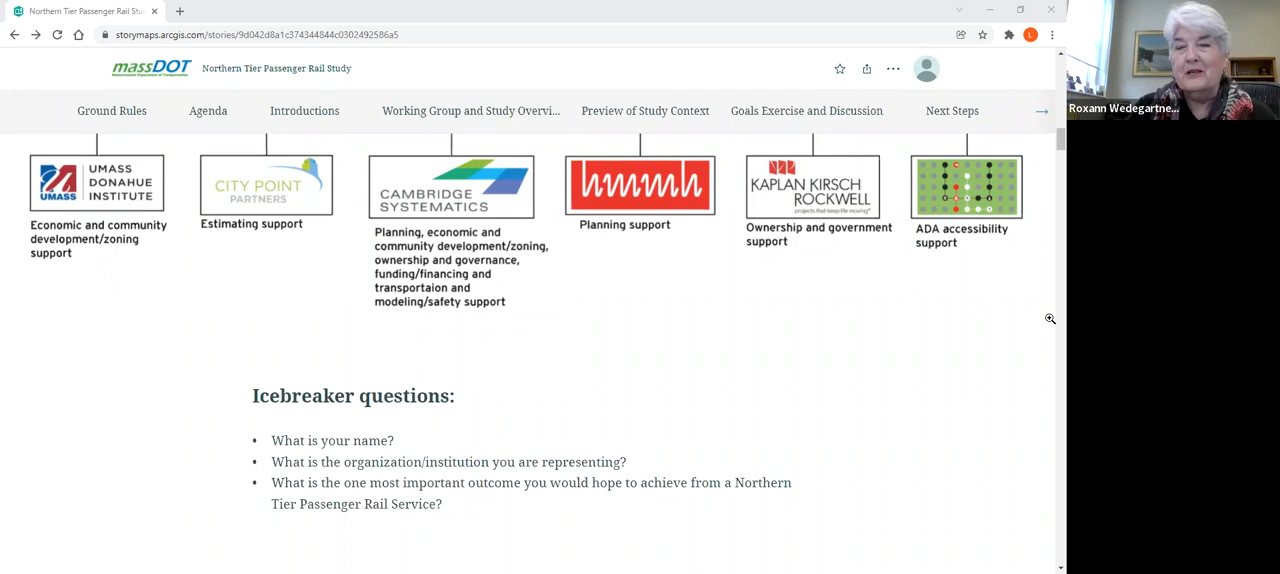 Northern Tier Passenger Rail Stu
storymaps.arcgis.com/stories/9d042d8a1c374344844c0302492586a5
L
massDOT
Northern Tier Passenger Rail Study
Ground Rules
Agenda
Introductions
Working Group and Study Overvi...
Preview of Study Context
Goals Exercise and Discussion
Next Steps
Roxann Wedegartne...
UMASS
UMASS
DONAHUE
INSTITUTE
Economic and community
development/zoning
support
CITY POINT
PARTNERS
Estimating support
CAMBRIDGE
SYSTEMATICS
Planning, economic and
community development/zoning,
ownership and governance,
funding/financing and
transportaion and
modeling/safety support
hmmh
Planning support
KAPLAN KIRSCH
ROCKWELL
projects that keep life moving
Ownership and government
support
ADA accessibility
support
Icebreaker questions:
• What is your name?
• What is the organization/institution you are representing?
• What is the one most important outcome you would hope to achieve from a Northern
Tier Passenger Rail Service?